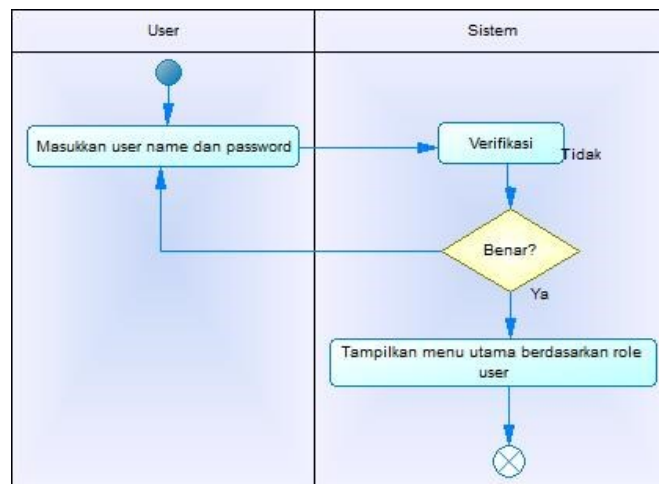 User
Sistem
Masukkan user name dan password
Verifikasi
Tidak
Benar?
Ya
Tampilkan menu utama berdasarkan role
user